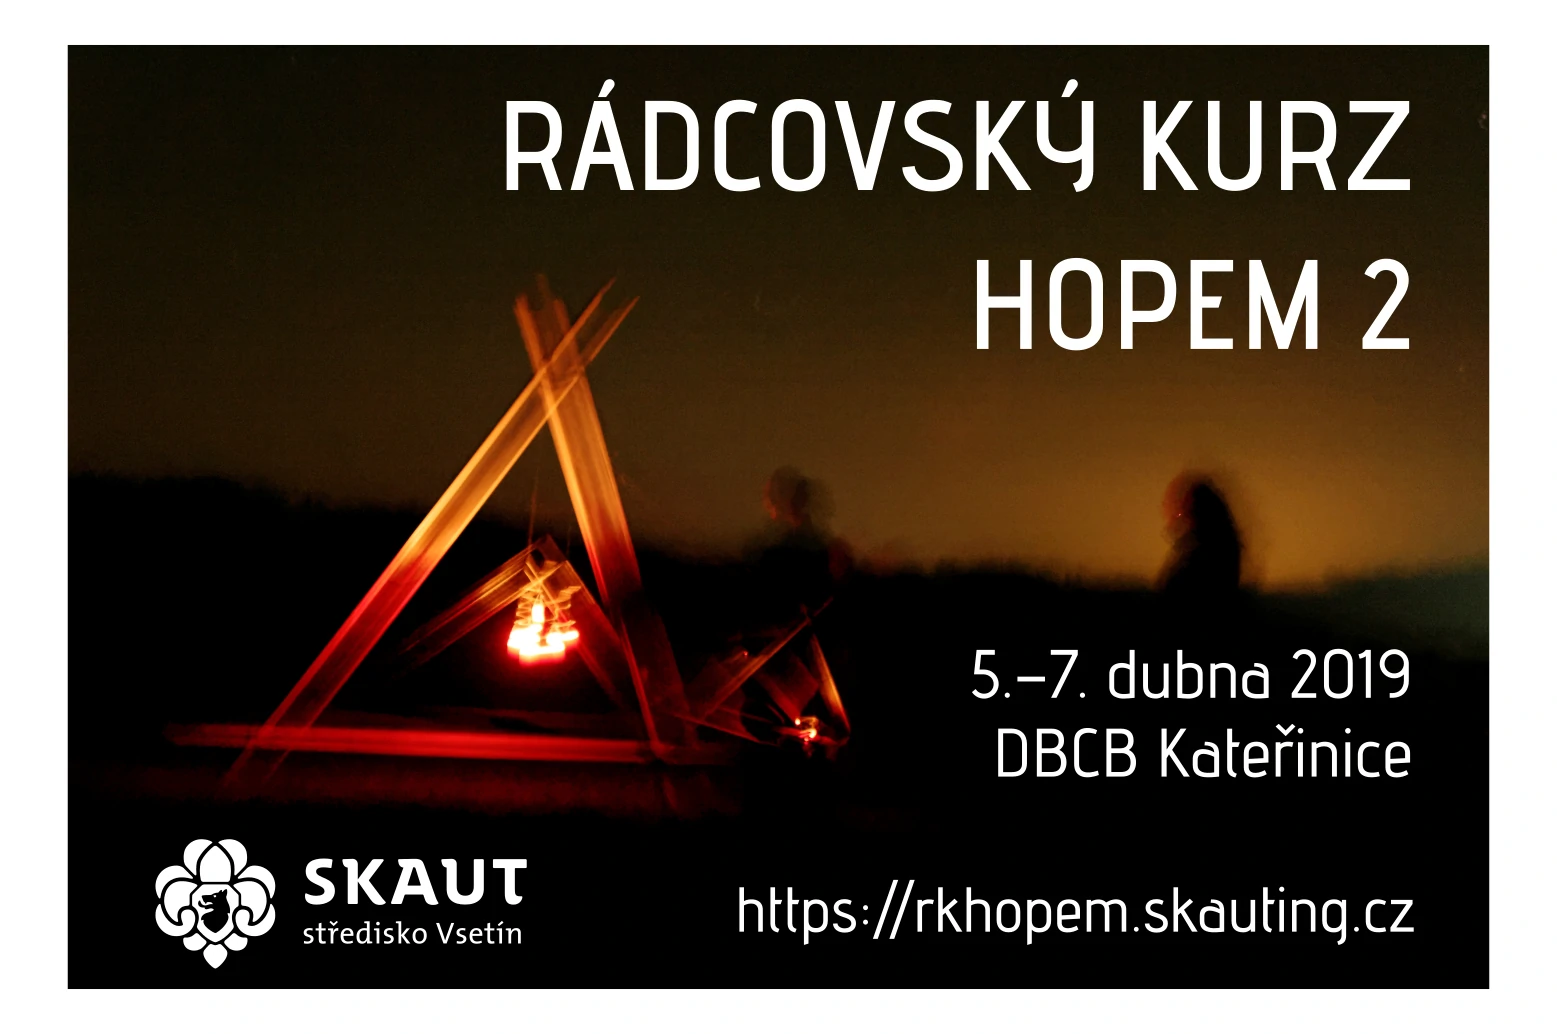 RÁDCOVSKÝ KURZ
HOPEM 2
5.–7. dubna 2019
DBCB Kateřinice
SKAUT
středisko Vsetín
https://rkhopem.skauting.cz